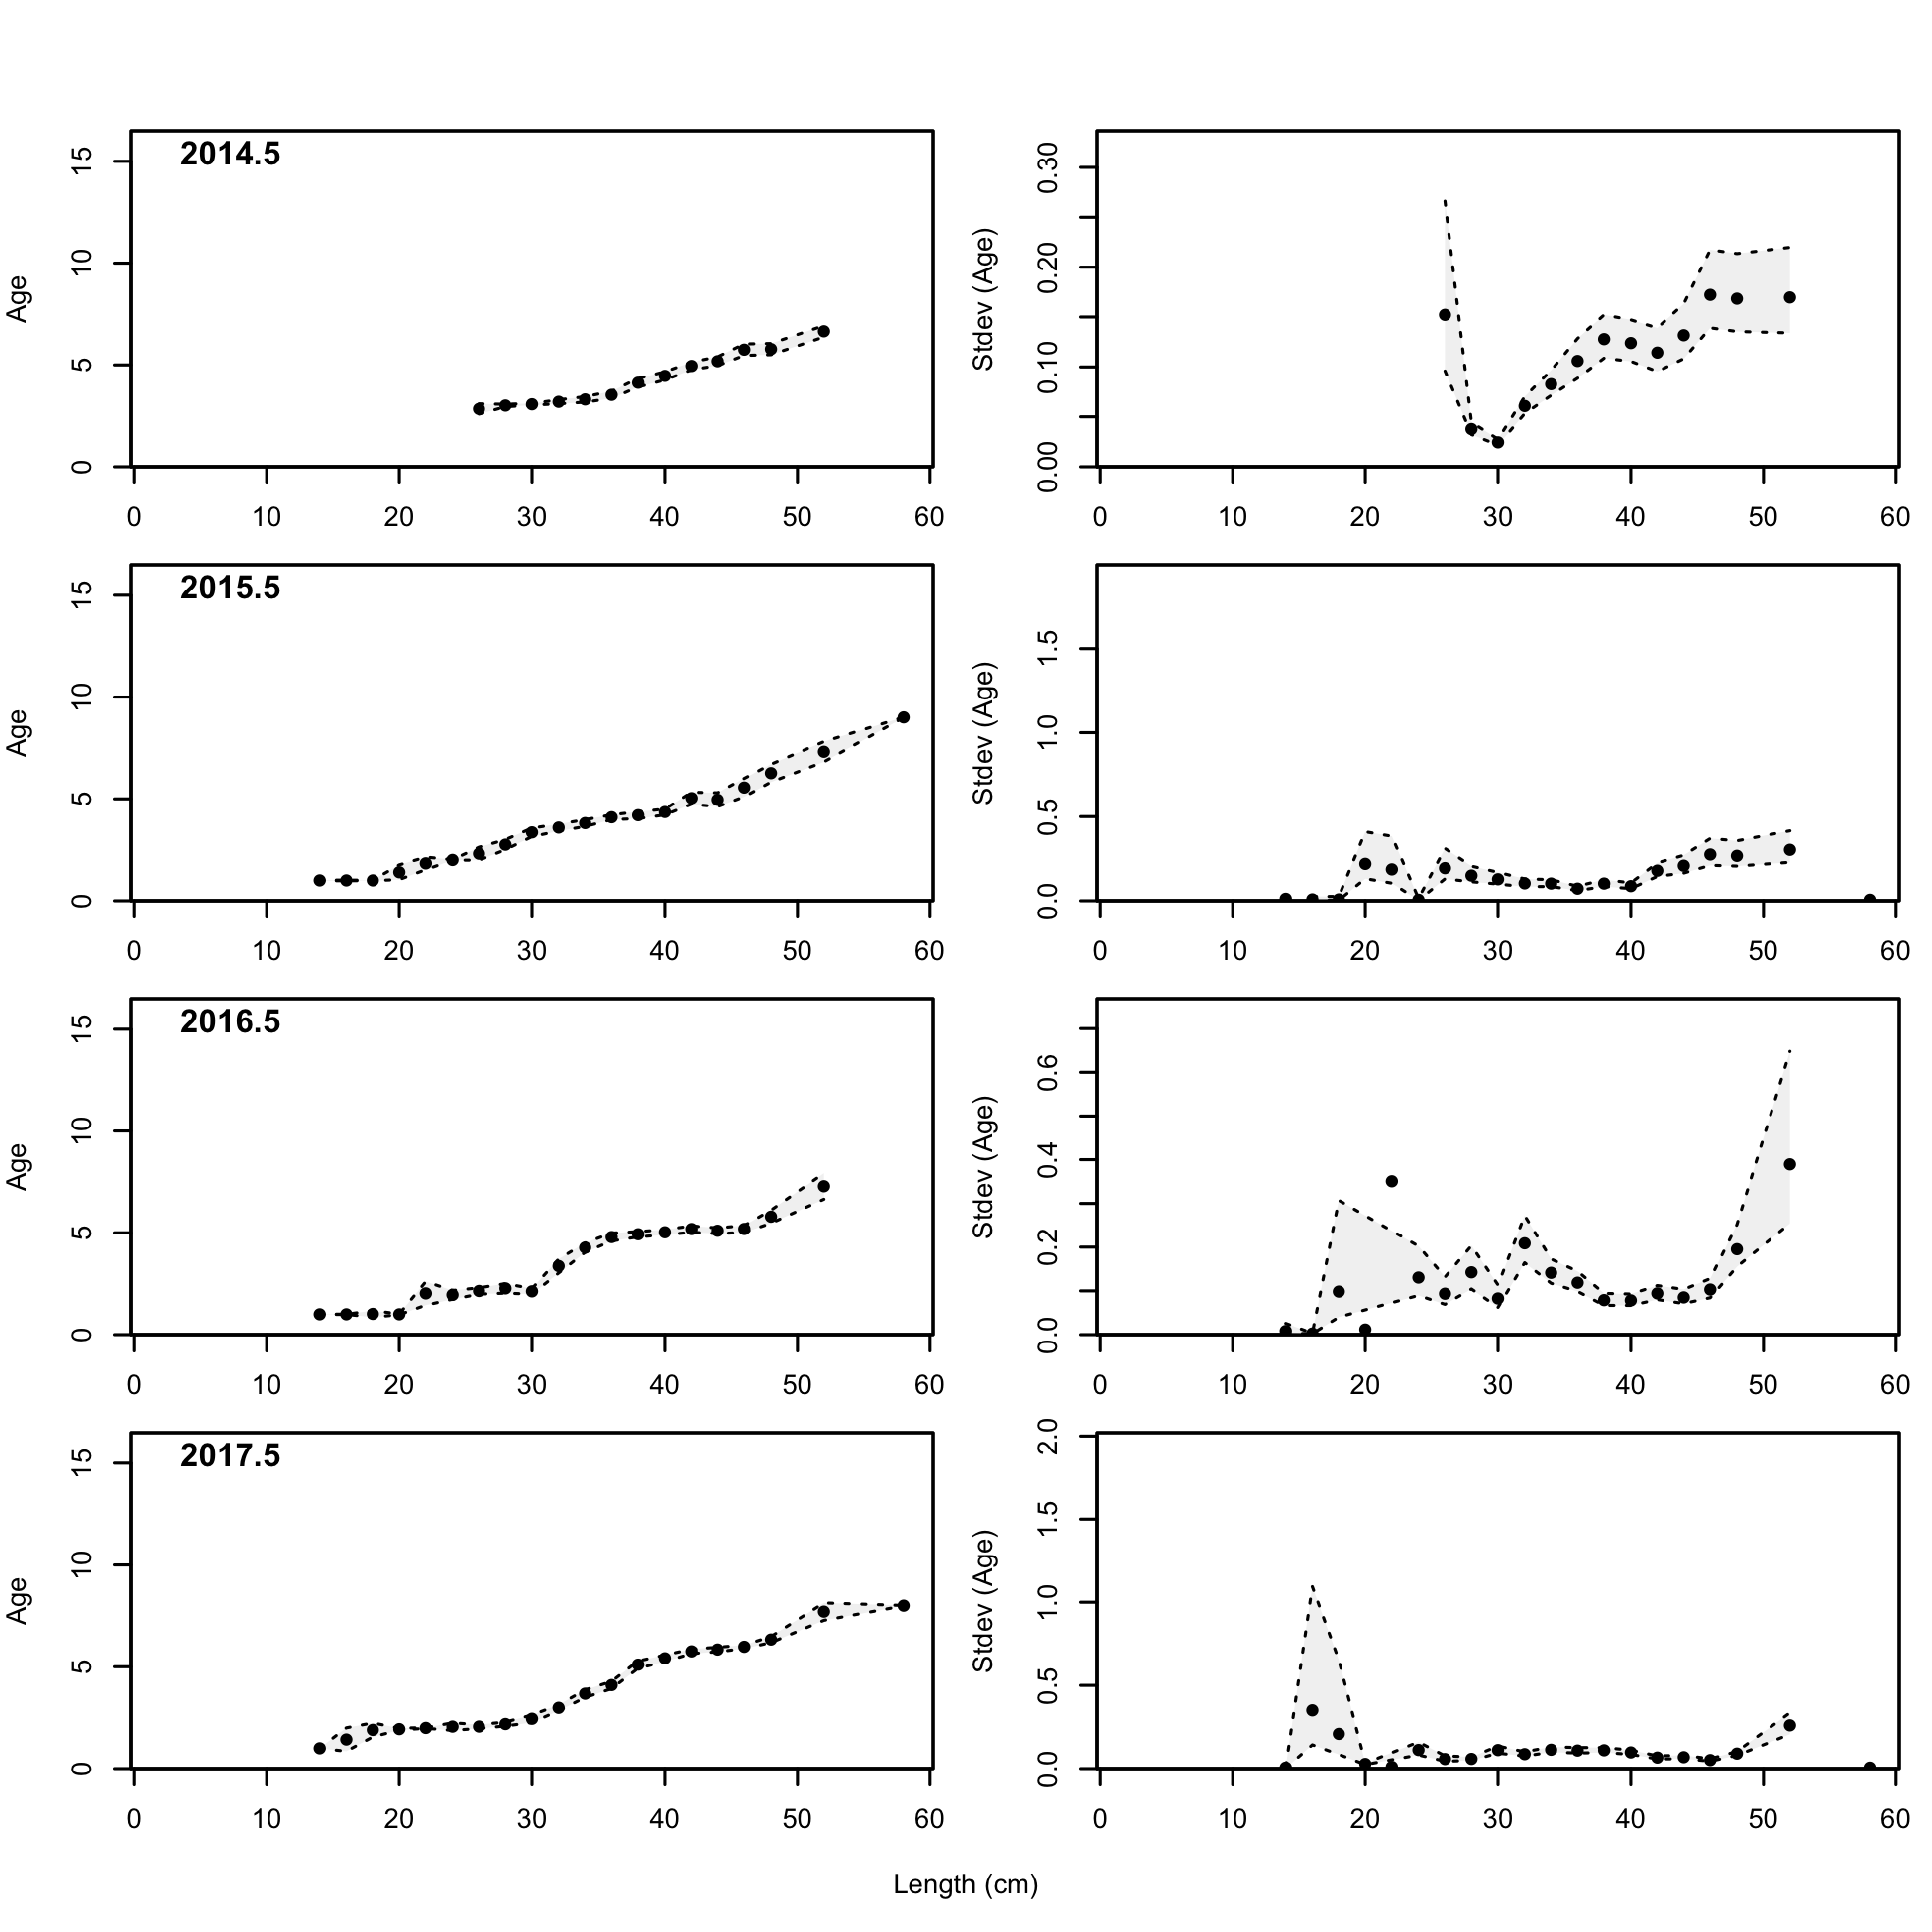 2014.5
Age
0 5 10 15
0 10 20 30 40 50 60
Stdev (Age)
0.00 0.10 0.20 0.30
0 10 20 30 40 50 60
2015.5
Age
0 5 10 15
0 10 20 30 40 50 60
Stdev (Age)
0.0 0.5 1.0 1.5
0 10 20 30 40 50 60
2016.5
Age
0 5 10 15
0 10 20 30 40 50 60
Stdev (Age)
0.0 0.2 0.4 0.6
0 10 20 30 40 50 60
2017.5
Age
0 5 10 15
0 10 20 30 40 50 60
Stdev (Age)
0.0 0.5 1.0 1.5 2.0
0 10 20 30 40 50 60
Length (cm)